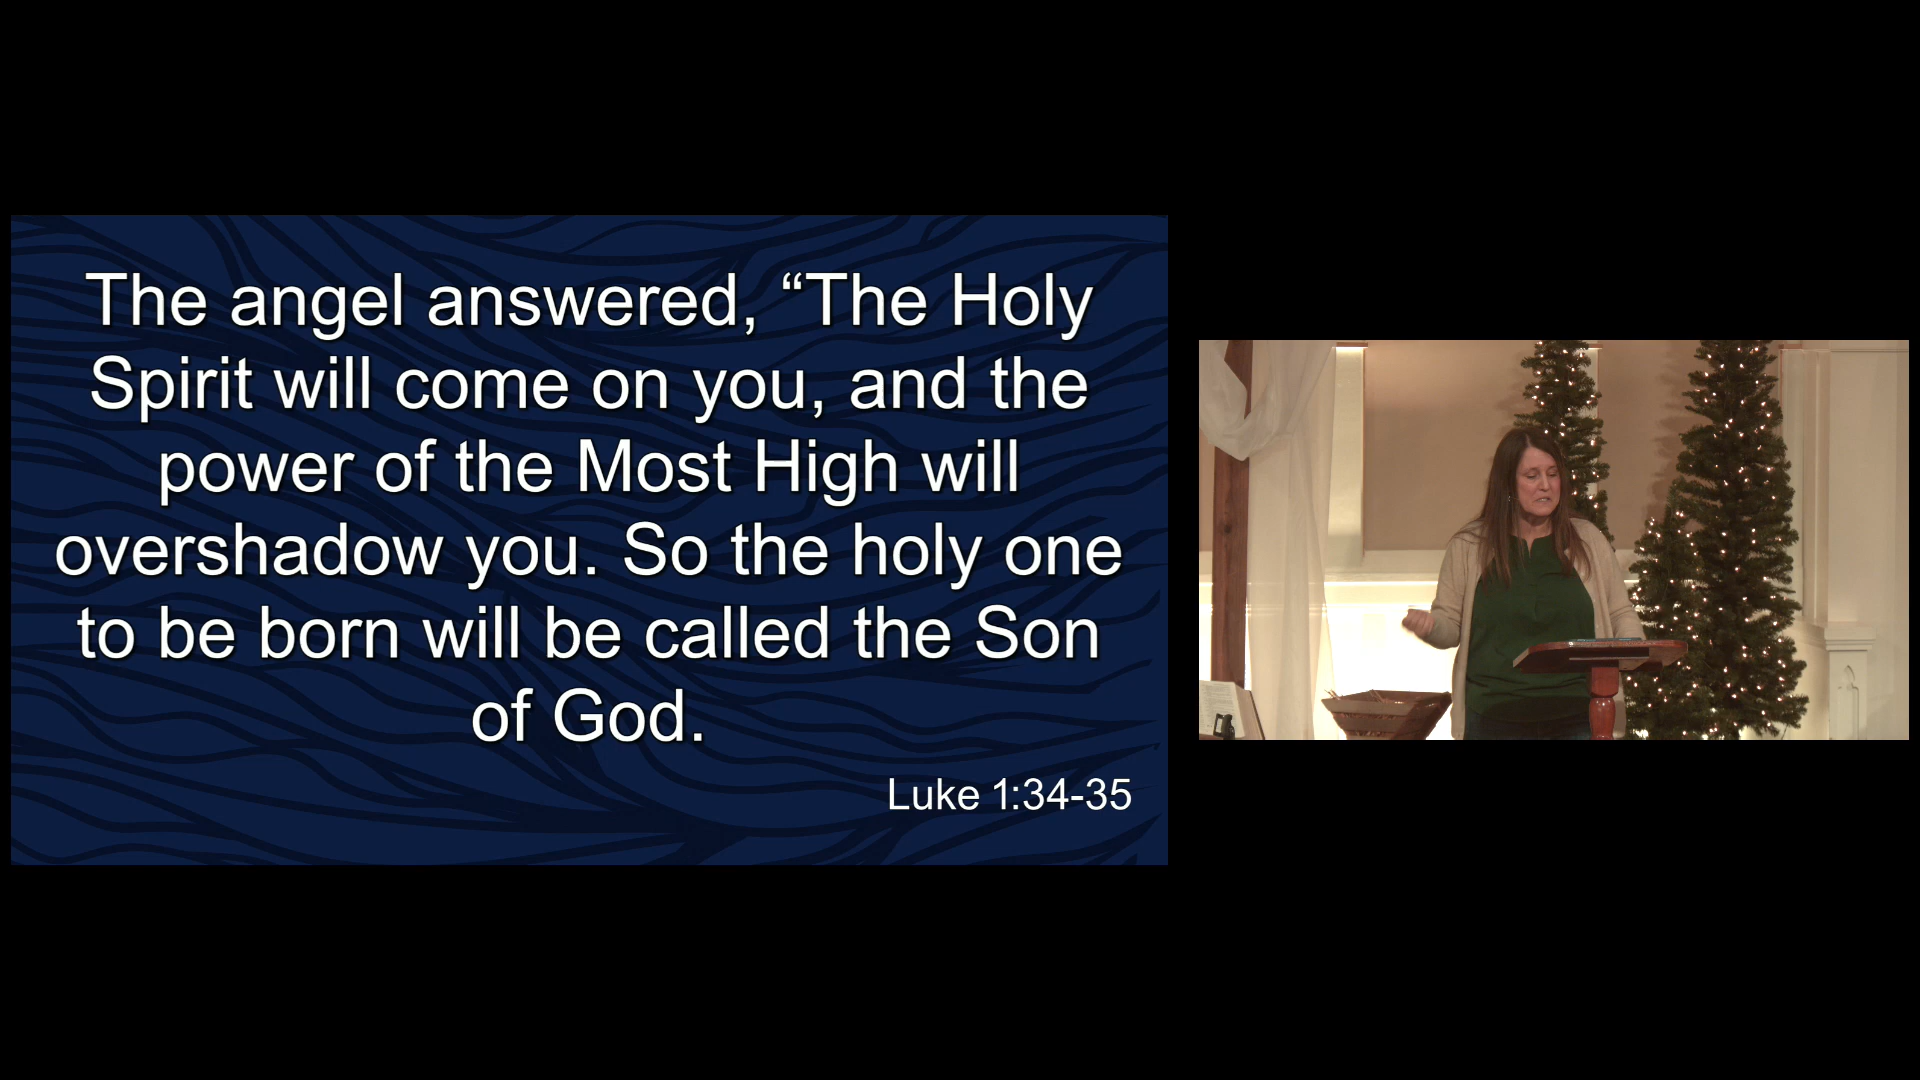 The angel answered, “The Holy
Spirit will come on you, and the
power of the Most High will
overshadow you. So the holy one
to be born will be called the Son
of God.
Luke 1:34-35